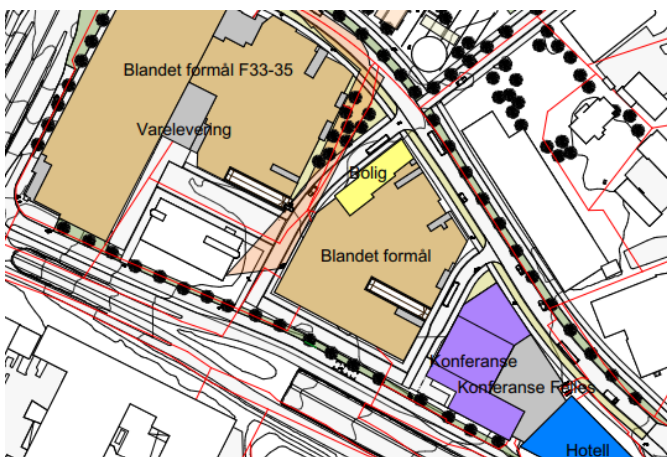 Blandet formål F33-35
Varelevering
Bolig
Blandet formål
Konferanse
Konferanse Felles
Hotell